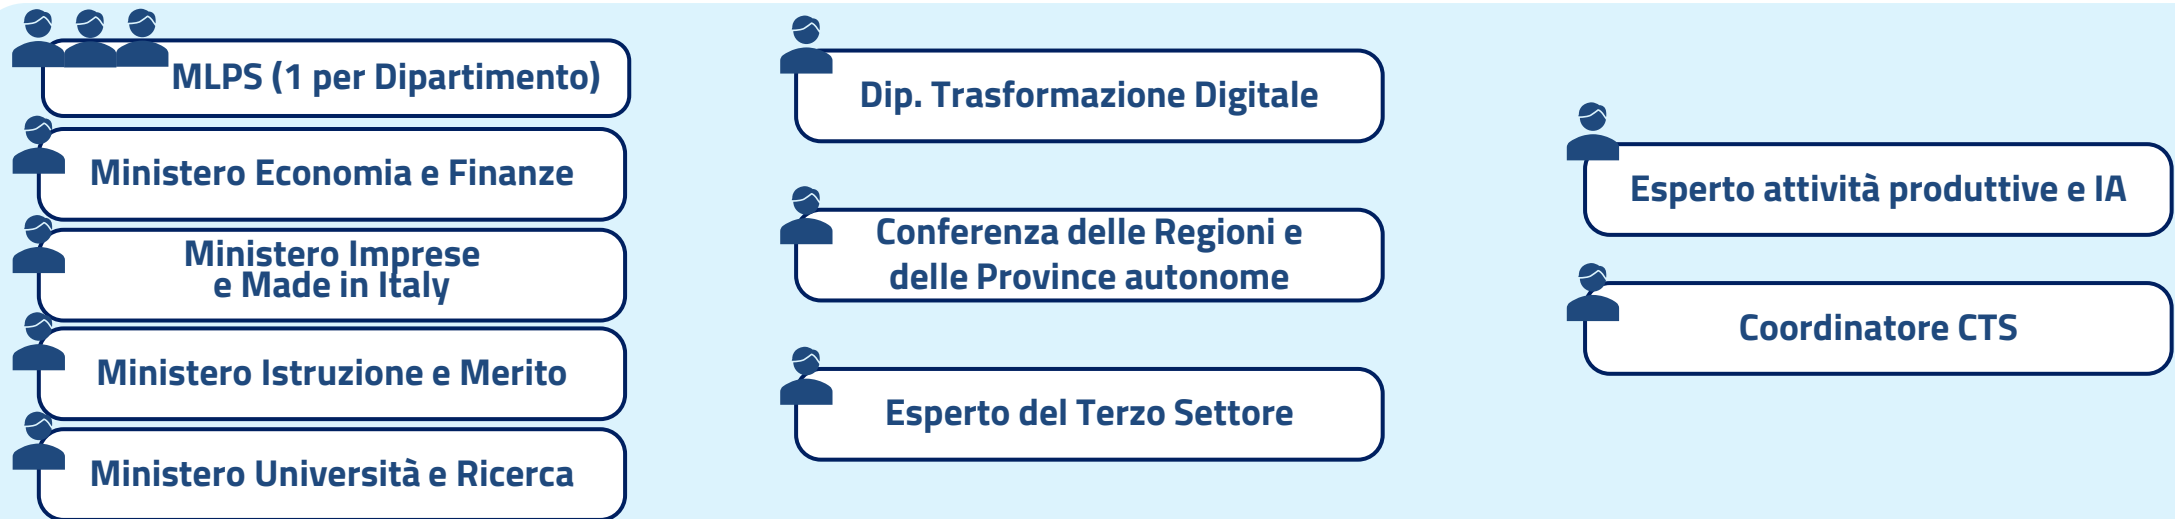 MLPS (1 per Dipartimento)
Ministero Economia e Finanze
Ministero Imprese
e Made in Italy
Ministero Istruzione e Merito
Ministero Università e Ricerca
Dip. Trasformazione Digitale
Conferenza delle Regioni e
delle Province autonome
Esperto del Terzo Settore
Esperto attività produttive e IA
Coordinatore CTS